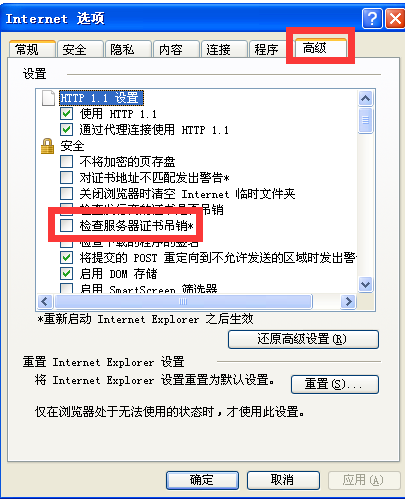 Internet 选项
常规 安全 隐私 内容 连接 程序 高级
设置
HTTP 1.1 设置
使用 HTTP 1.1
通过代理连接使用 HTTP 1.1
安全
不将加密的页存盘
对证书地址不匹配发出警告*
关闭浏览器时清空 Internet 临时文件夹
检查发行商的证书是否吊销
检查服务器证书吊销*
检查下载的程序的签名
将提交的 POST 重定向到不允许发送的区域时发出警
启用 DOM 存储
启用 SmartScreen 筛选器
*重新启动 Internet Explorer 之后生效
还原高级设置(R)
重置 Internet Explorer 设置
将 Internet Explorer 设置重置为默认设置。
重置(S)...
仅在浏览器处于无法使用的状态时，才使用此设置。
确定 取消 应用(A)